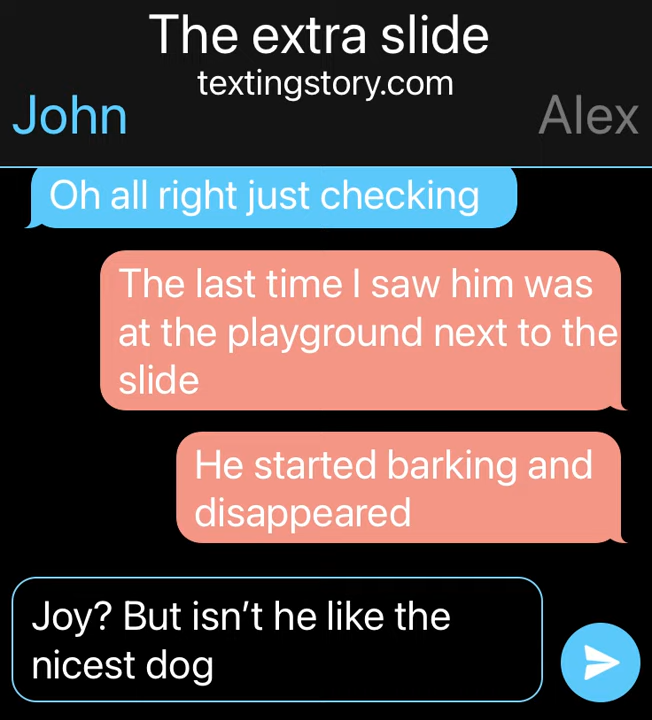 The extra slide
textingstory.com
John
Alex
Oh all right just checking
The last time I saw him was
at the playground next to the
slide
He started barking and
disappeared
Joy? But isn’t he like the
nicest dog